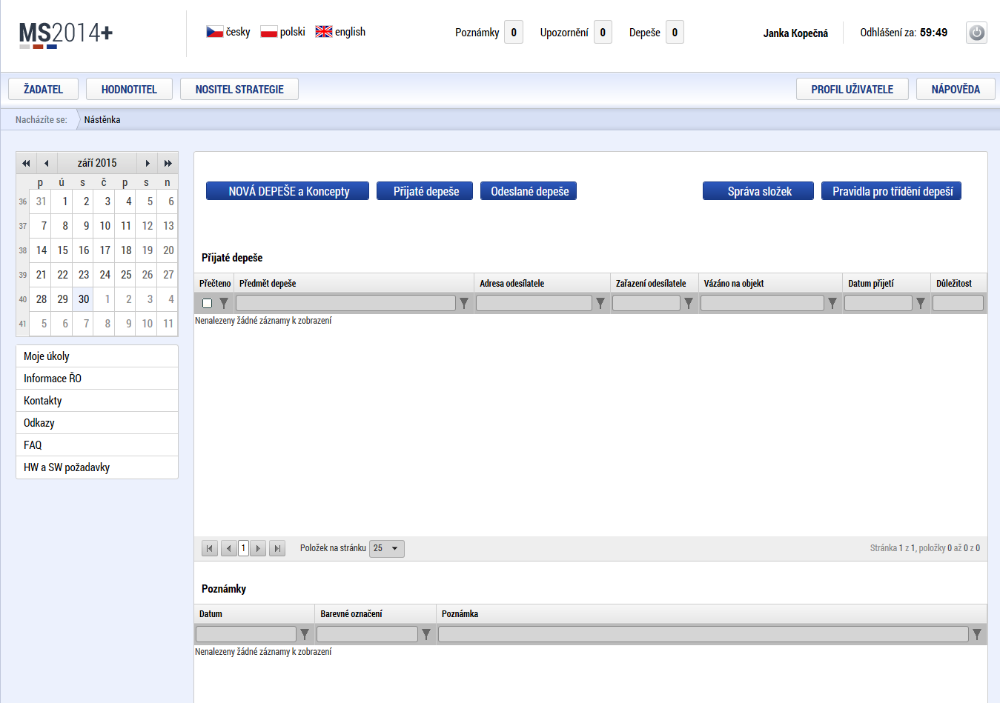 MS2014+
česky polski english
Poznámky 0 Upozornění 0 Depeše 0
Janka Kopečná
Odhlášení za: 59:49
ŽADATEL HODNOTITEL NOSITEL STRATEGIE PROFIL UŽIVATELE NÁPOVĚDA
Nacházíte se: Nástěnka
září 2015
p ú s č p s n
36 31 1 2 3 4 5 6
37 7 8 9 10 11 12 13
38 14 15 16 17 18 19 20
39 21 22 23 24 25 26 27
40 28 29 30 1 2 3 4
41 5 6 7 8 9 10 11
Moje úkoly
Informace ŘO
Kontakty
Odkazy
FAQ
HW a SW požadavky
NOVÁ DEPEŠE a Koncepty Přijaté depeše Odeslané depeše Správa složek Pravidla pro třídění depeší
Přijaté depeše
Přečteno Předmět depeše Adresa odesílatele Zařazení odesílatele Vázáno na objekt Datum přijetí Důležitost
Nenalezeny žádné záznamy k zobrazení
1 Položek na stránku 25 Stránka 1 z 1, položky 0 až 0 z 0
Poznámky
Datum Barevné označení Poznámka
Nenalezeny žádné záznamy k zobrazení